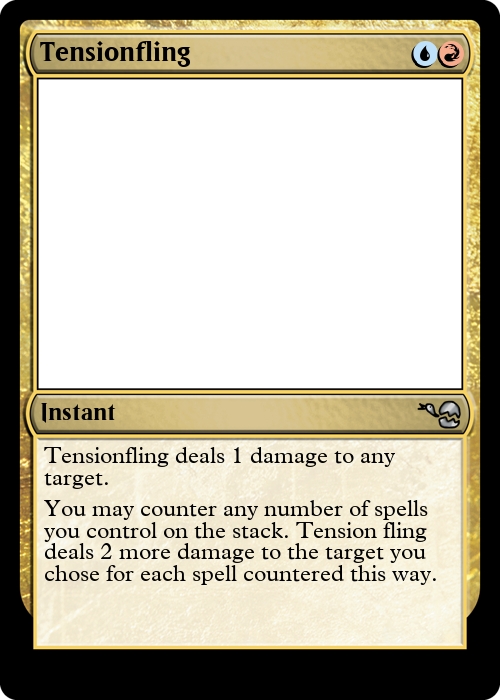 Tensionfling
Instant
Tensionfling deals 1 damage to any
target.
You may counter any number of spells
you control on the stack. Tension fling
deals 2 more damage to the target you
chose for each spell countered this way.